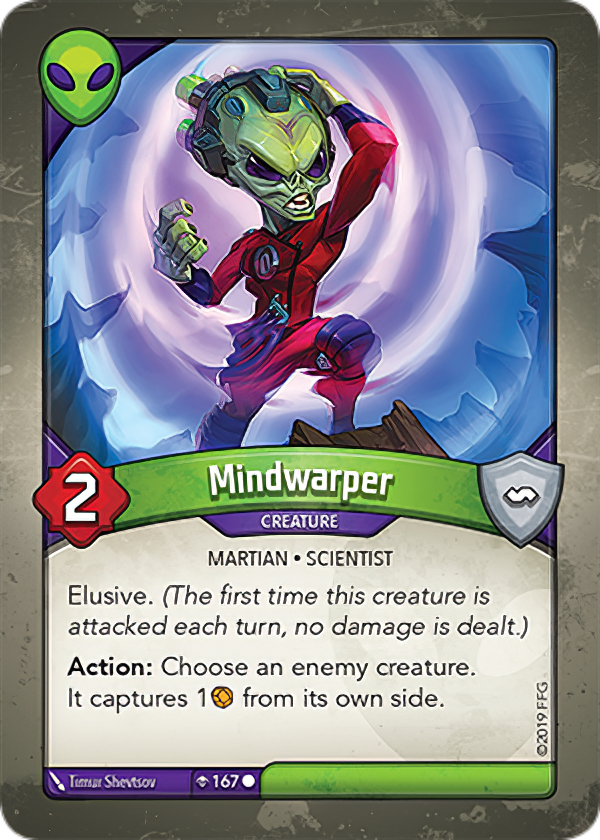 2
Mindwarper
CREATURE
MARTIAN • SCIENTIST
Elusive. (The first time this creature is
attacked each turn, no damage is dealt.)
Action: Choose an enemy creature.
It captures 1 from its own side.
©2019 FFG
Shevtsov
167